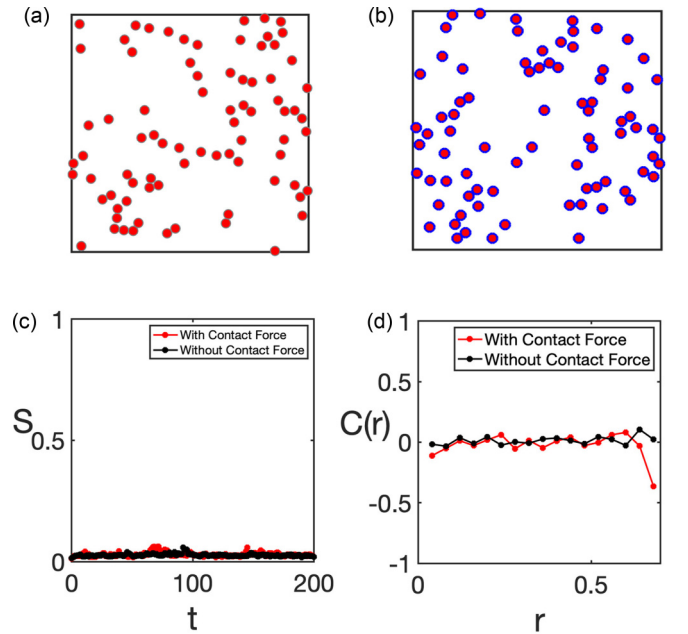 (a)
(b)
(c)
1
With Contact Force
Without Contact Force
S
0.5
0
0
100
200
t
(d)
1
With Contact Force
Without Contact Force
0.5
C(r)
0
-0.5
-1
0
0.5
r